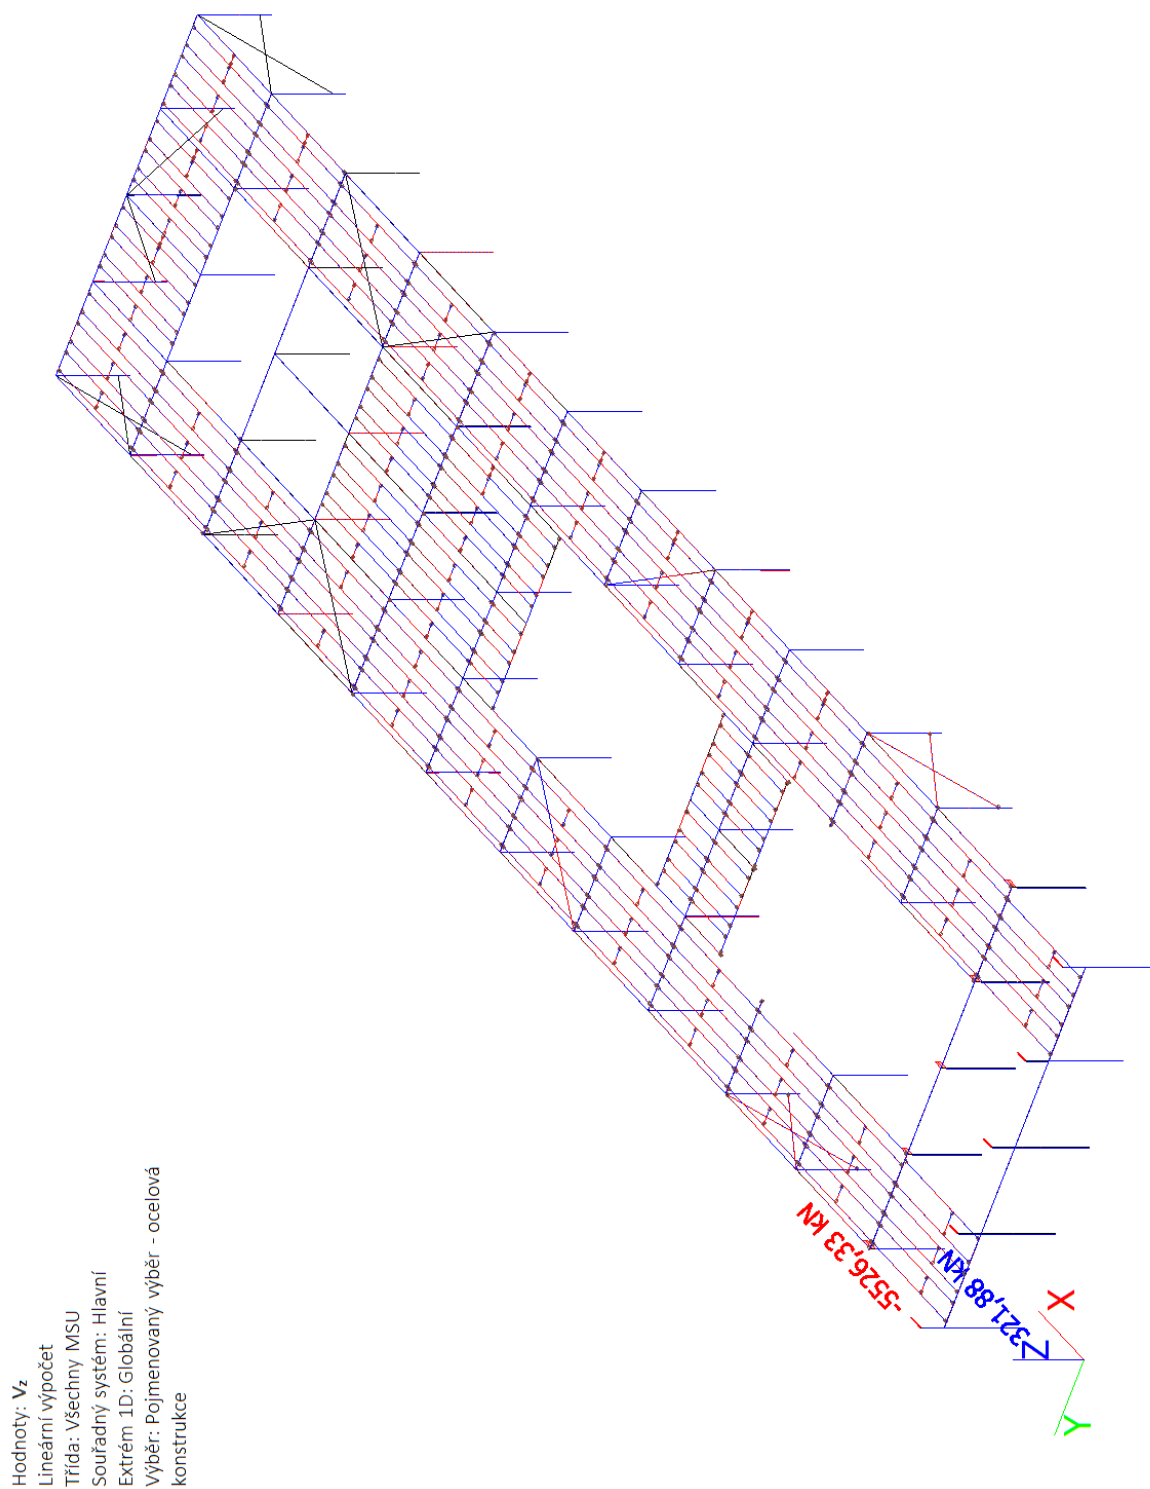 Hodnoty: Vz
Lineární výpočet
Třída: Všechny MSU
Souřadný systém: Hlavní
Extrém 1D: Globální
Výběr: Pojmenovaný výběr - ocelová
konstrukce
-5526,33 kN
321,88 kN
X
Z
Y